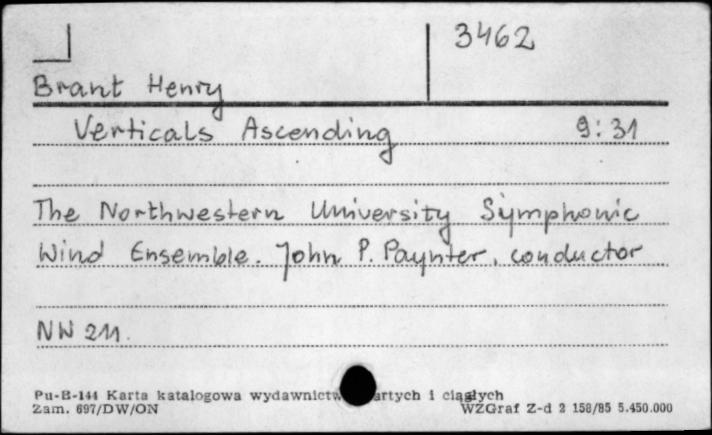 3462
Brant Henry
Verticals Ascending 9:31
The Northwestern University Symphonic
Wind Ensemble. John P. Paynter, conductor
NW 211.
Pu-B-144 Karta katalogowa wydawnictw artych i ciągłych
Zam. 697/DW/ON WZGraf Z-d 2 158/85 5.450.000